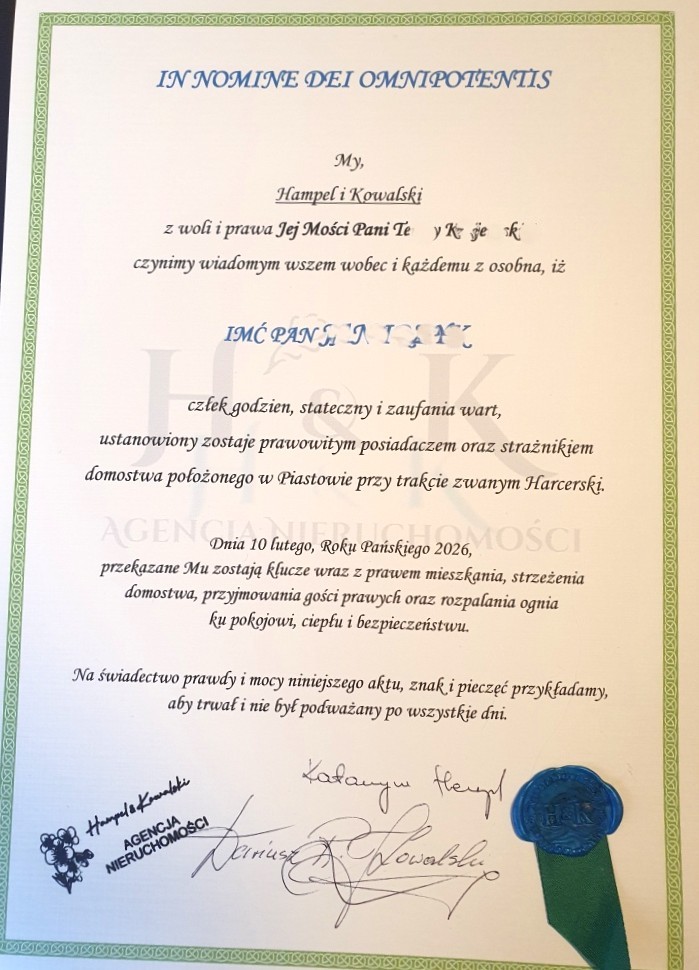 IN NOMINE DEI OMNIPOTENTIS
My,
Hampel i Kowalski
z woli i prawa Jej Mości Pani
czynimy wiadomym wszem wobec i każdemu z osobna, iż
IMĆ PAN
H & K
człek godzien, stateczny i zaufania wart,
ustanowiony zostaje prawowitym posiadaczem oraz strażnikiem
domostwa położonego w Piastowie przy trakcie zwanym Harcerski.
AGENCJA NIERUCHOMOŚCI
Dnia 10 lutego, Roku Pańskiego 2026,
przekazane Mu zostają klucze wraz z prawem mieszkania, strzeżenia
domostwa, przyjmowania gości prawych oraz rozpalania ognia
ku pokojowi, ciepłu i bezpieczeństwu.
Na świadectwo prawdy i mocy niniejszego aktu, znak i pieczęć przykładamy,
aby trwał i nie był podważany po wszystkie dni.
Hampel & Kowalski
AGENCJA
NIERUCHOMOŚCI
Dariusz Kowalski
H&K